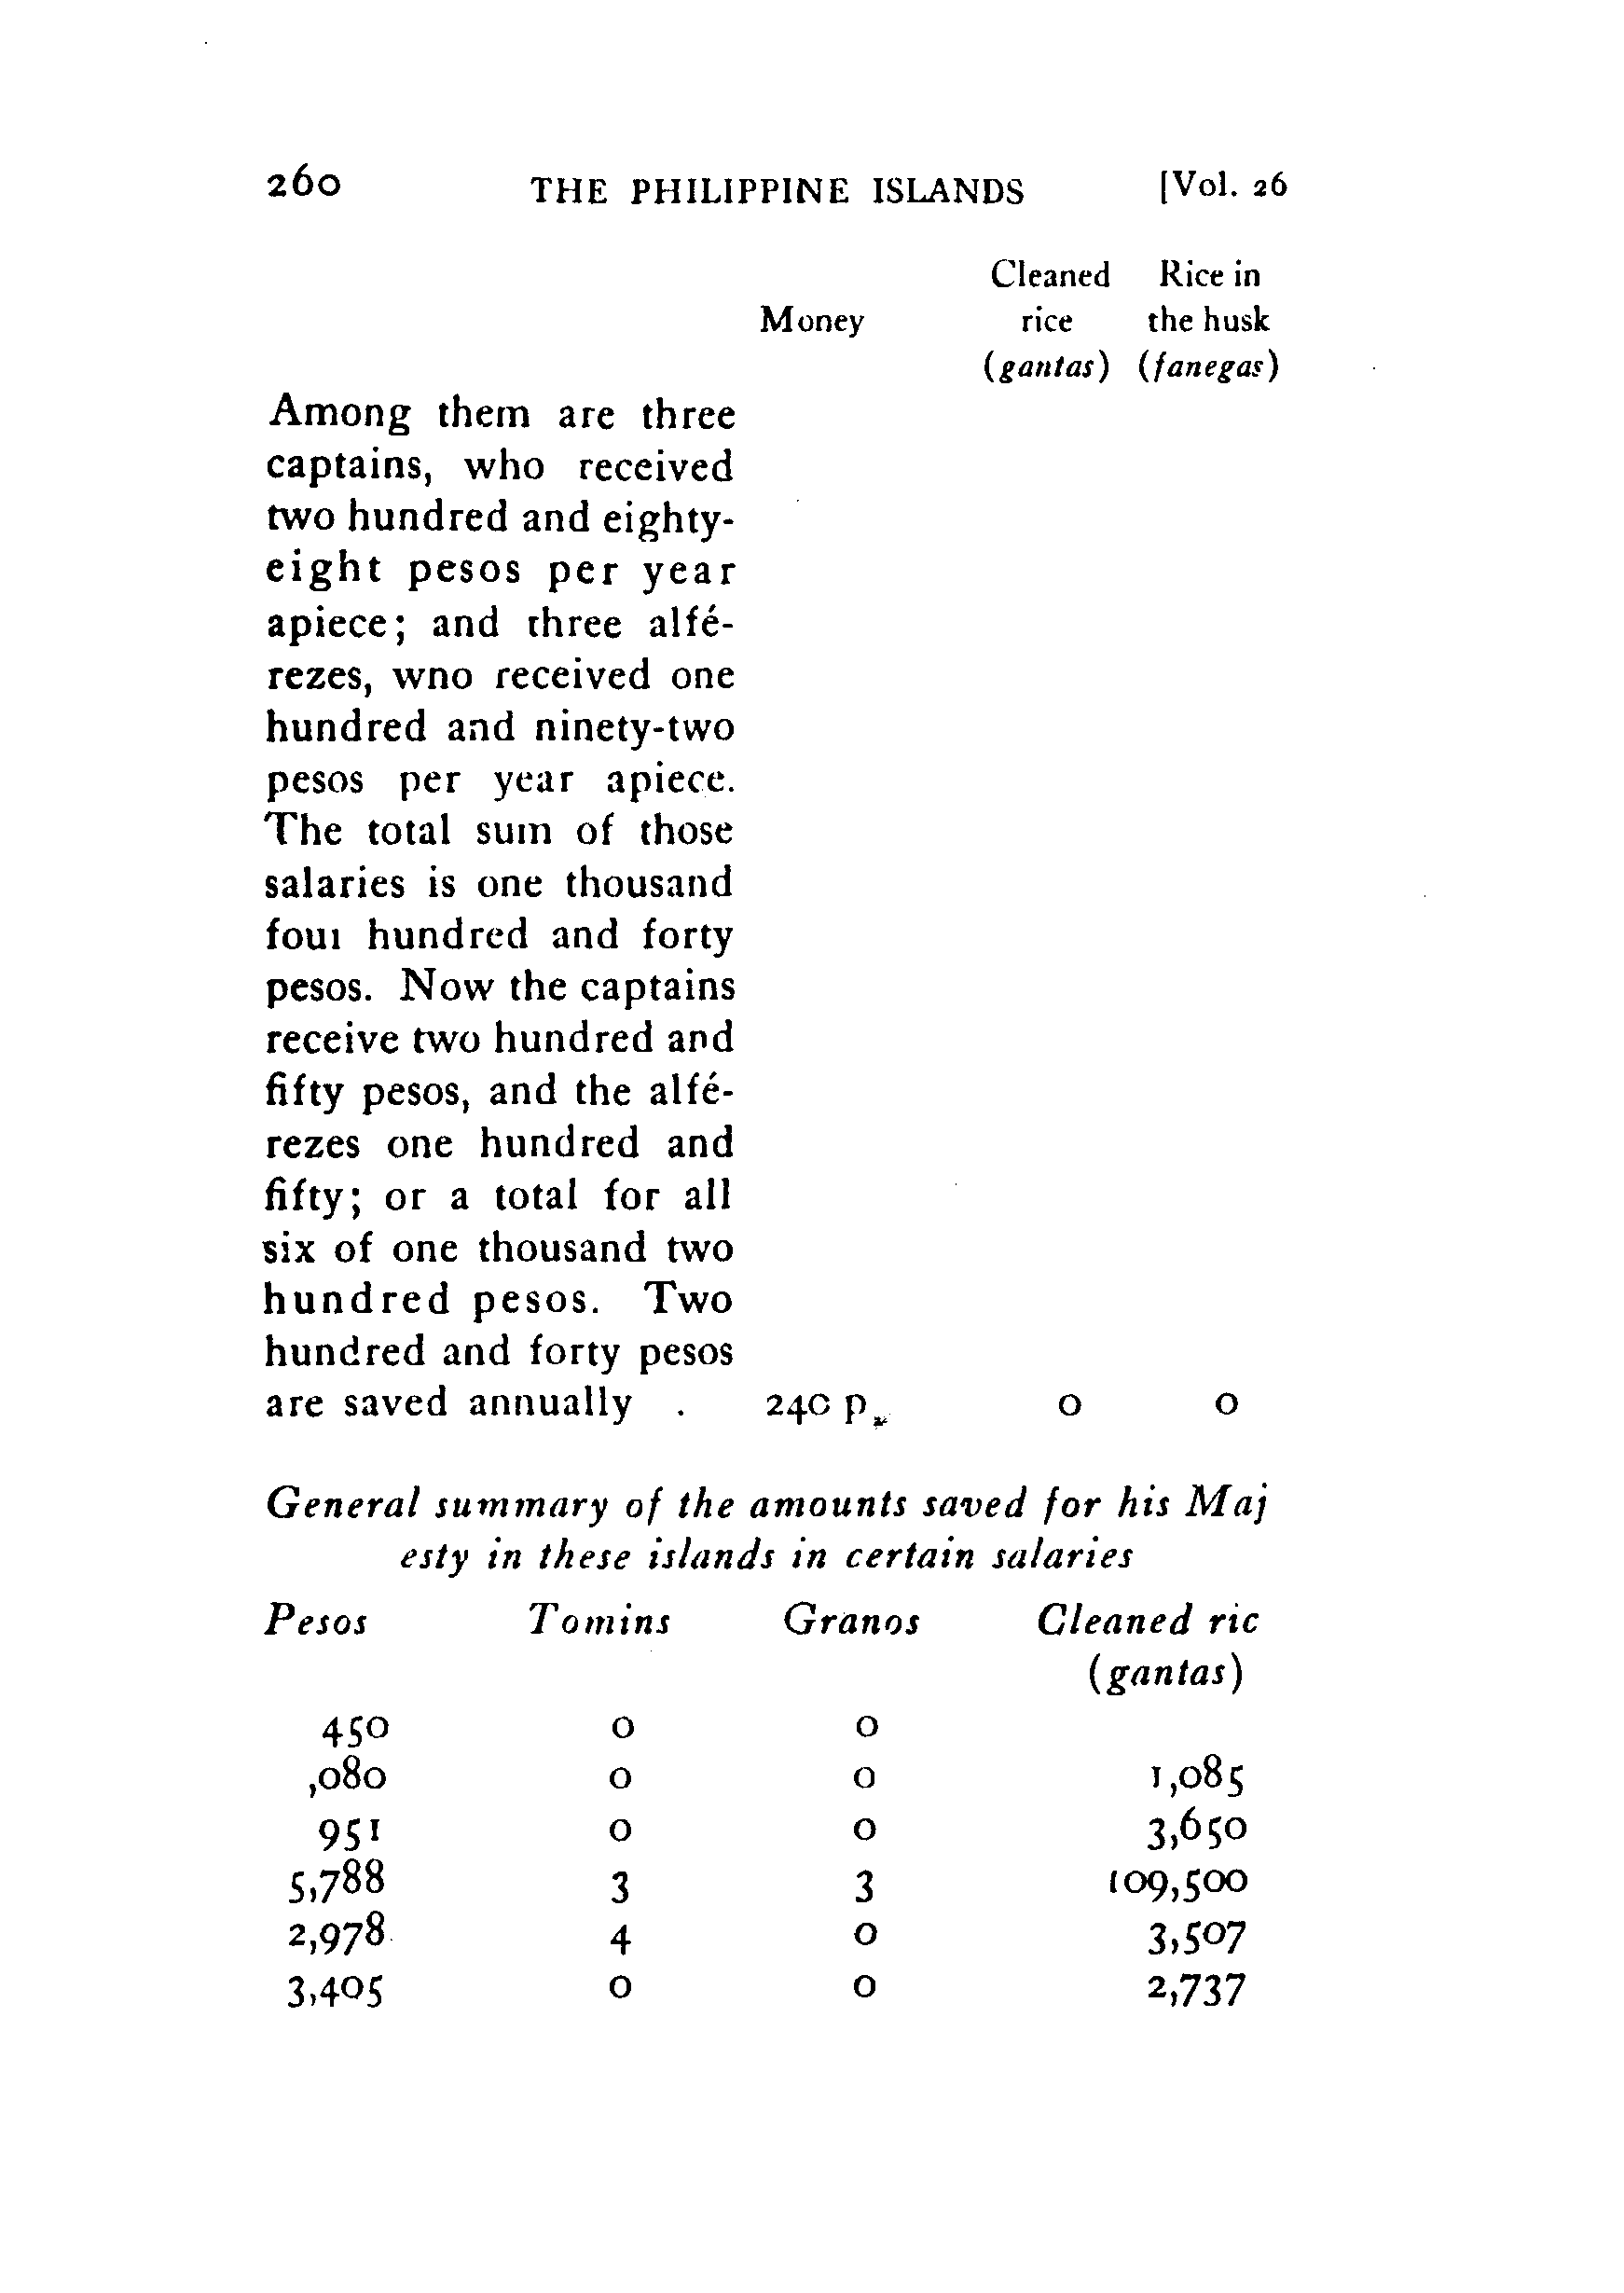 260 THE PHILIPPINE ISLANDS [Vol. 26
Cleaned Rice in
Money rice the husk
(gantas) (fanegas)
Among them are three
captains, who received
two hundred and eighty-
eight pesos per year
apiece; and three alfé-
rezes, wno received one
hundred and ninety-two
pesos per year apiece.
The total sum of those
salaries is one thousand
foui hundred and forty
pesos. Now the captains
receive two hundred and
fifty pesos, and the alfé-
rezes one hundred and
fifty; or a total for all
six of one thousand two
hundred pesos. Two
hundred and forty pesos
are saved annually . 240 p. 0 0
General summary of the amounts saved for his Maj
esty in these islands in certain salaries
Pesos Tomins Granos Cleaned ric
(gantas)
450 0 0
,080 0 0 1,085
951 0 0 3,650
5,788 3 3 109,500
2,978 4 0 3,507
3,405 0 0 2,737